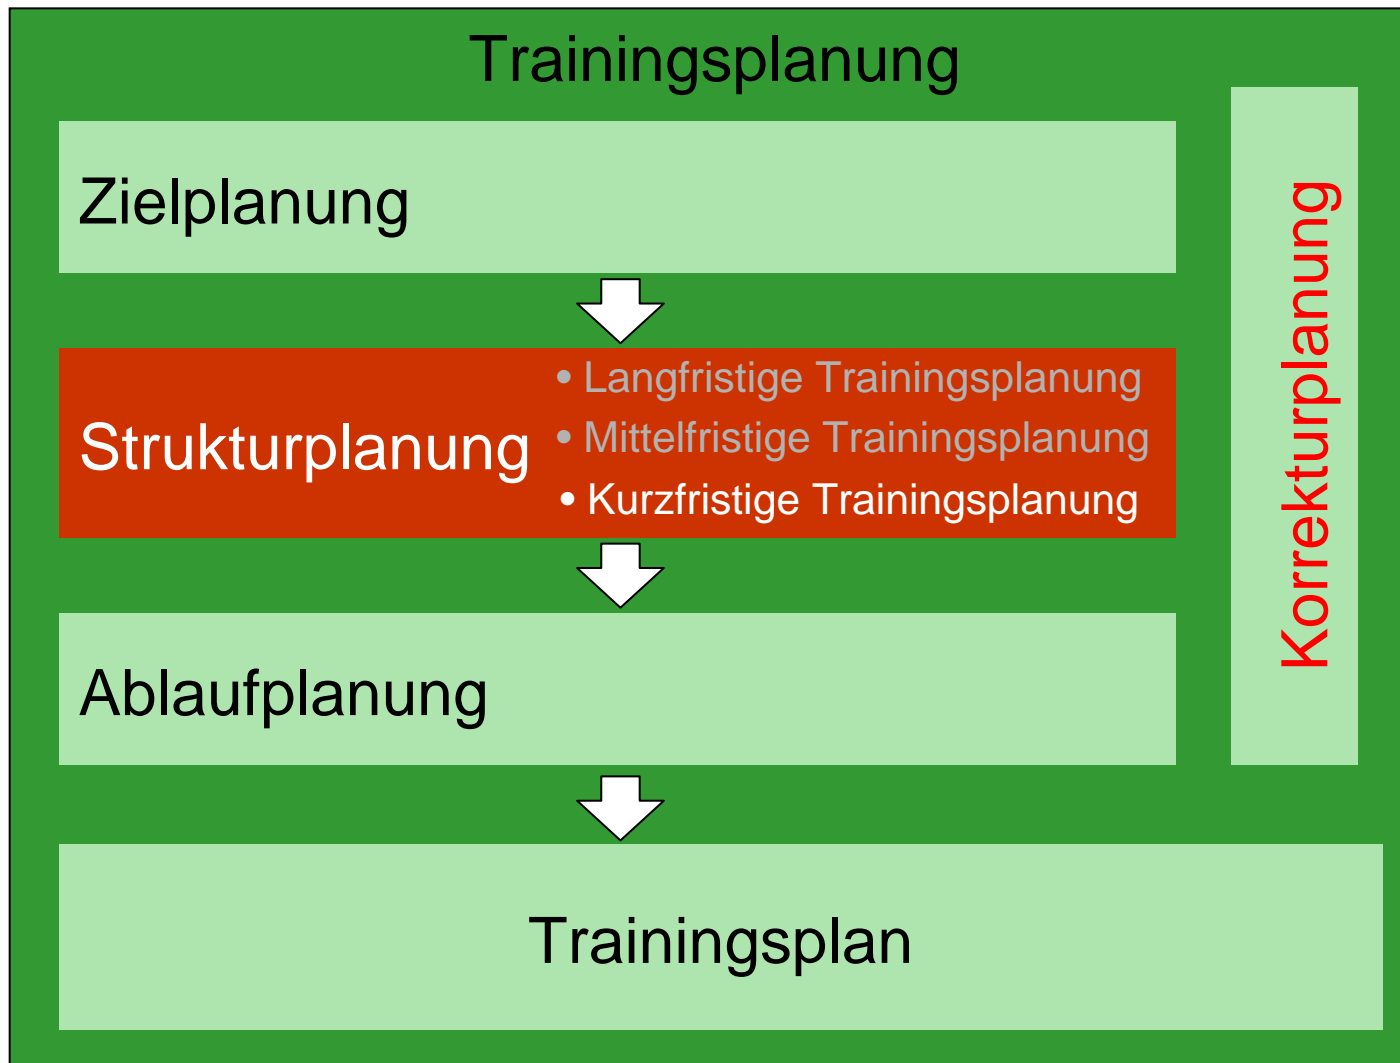 Trainingsplanung
Zielplanung
Strukturplanung
• Langfristige Trainingsplanung
• Mittelfristige Trainingsplanung
• Kurzfristige Trainingsplanung
Ablaufplanung
Korrekturplanung
Trainingsplan